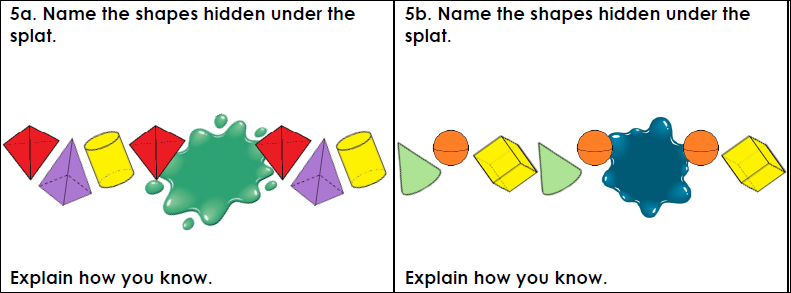 5a. Name the shapes hidden under the
splat.
Explain how you know.
5b. Name the shapes hidden under the
splat.
Explain how you know.